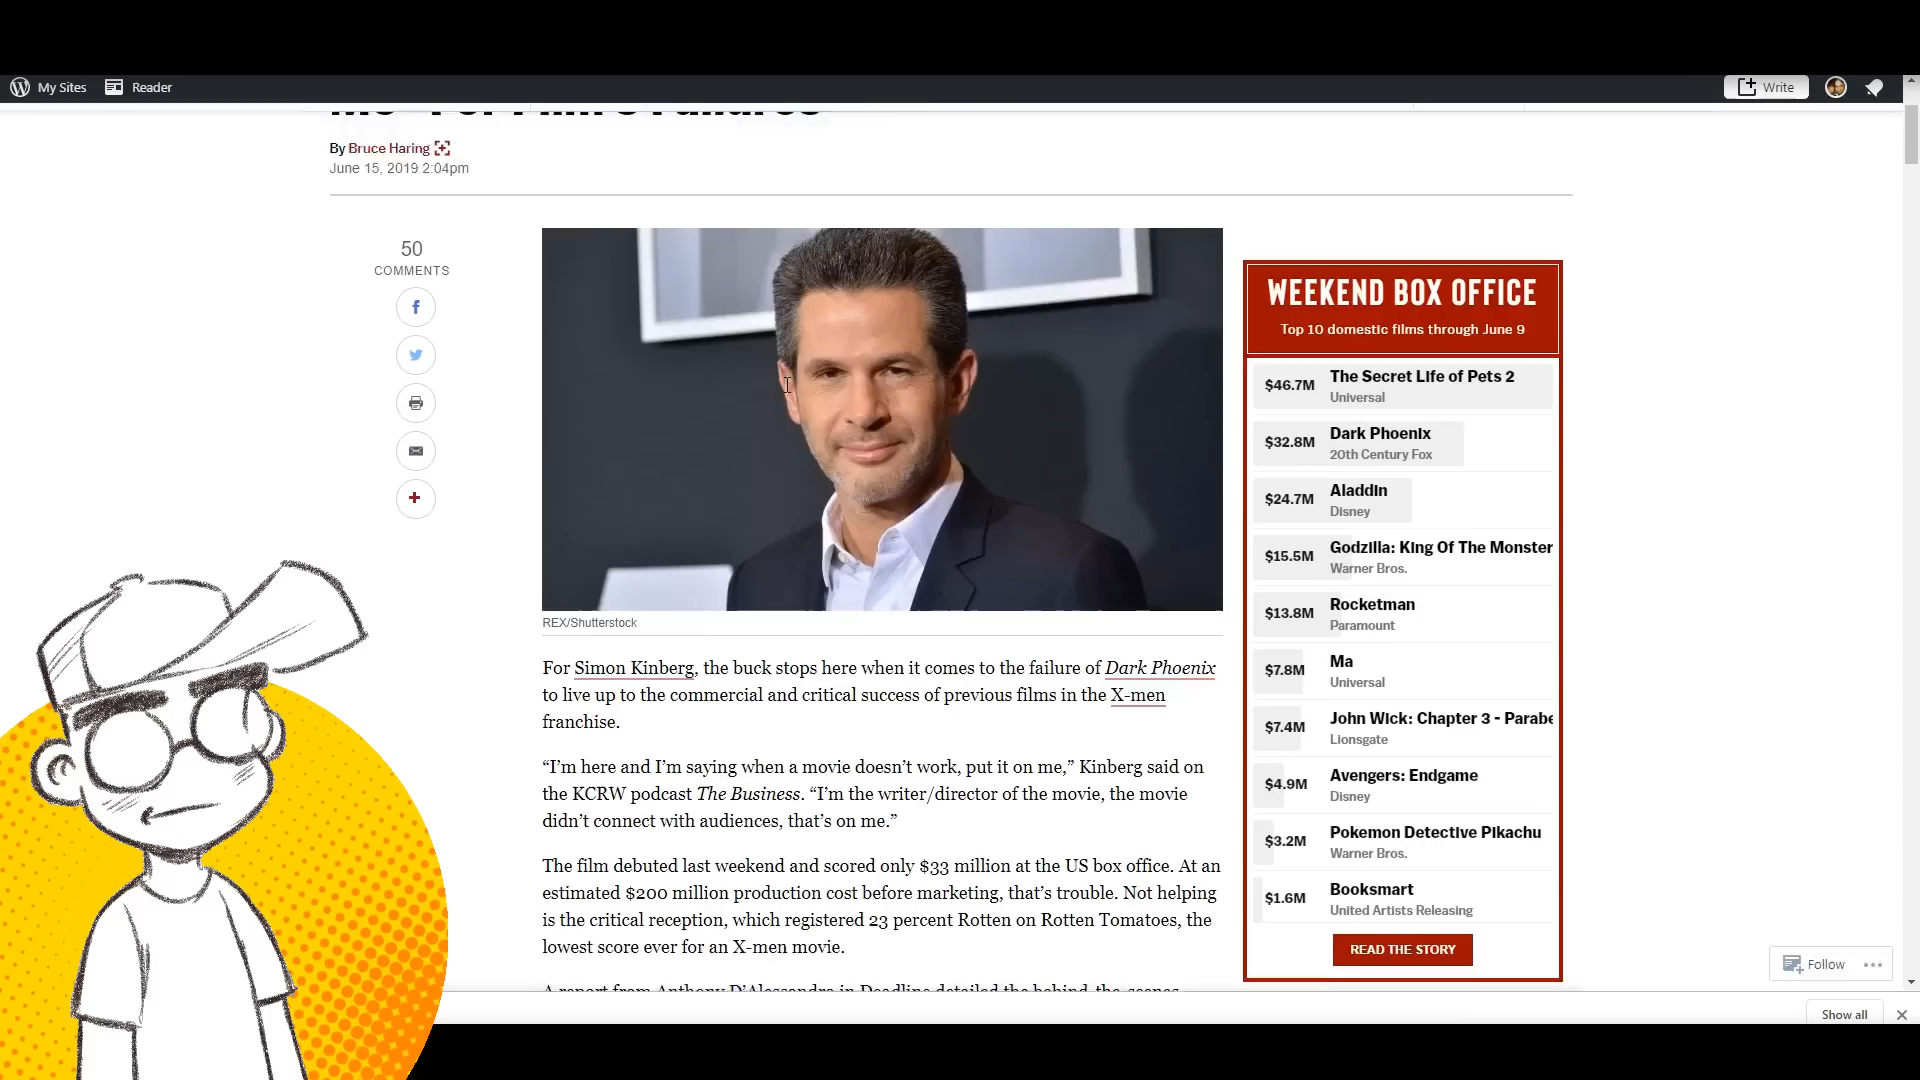 My Sites
Reader
Write
By Bruce Haring
June 15, 2019 2:04pm
50
COMMENTS
REX/Shutterstock
For Simon Kinberg, the buck stops here when it comes to the failure of Dark Phoenix
to live up to the commercial and critical success of previous films in the X-men
franchise.
“I’m here and I’m saying when a movie doesn’t work, put it on me,” Kinberg said on
the KCRW podcast The Business. “I’m the writer/director of the movie, the movie
didn’t connect with audiences, that’s on me.”
The film debuted last weekend and scored only $33 million at the US box office. At an
estimated $200 million production cost before marketing, that’s trouble. Not helping
is the critical reception, which registered 23 percent Rotten on Rotten Tomatoes, the
lowest score ever for an X-men movie.
A report from Anthony D’Alessandro in Deadline detailed the behind-the-scenes
WEEKEND BOX OFFICE
Top 10 domestic films through June 9
$46.7M The Secret Life of Pets 2
Universal
$32.8M Dark Phoenix
20th Century Fox
$24.7M Aladdin
Disney
$15.5M Godzilla: King Of The Monster
Warner Bros.
$13.8M Rocketman
Paramount
$7.8M Ma
Universal
$7.4M John Wick: Chapter 3 - Parabe
Lionsgate
$4.9M Avengers: Endgame
Disney
$3.2M Pokemon Detective Pikachu
Warner Bros.
$1.6M Booksmart
United Artists Releasing
READ THE STORY
Follow
Show all